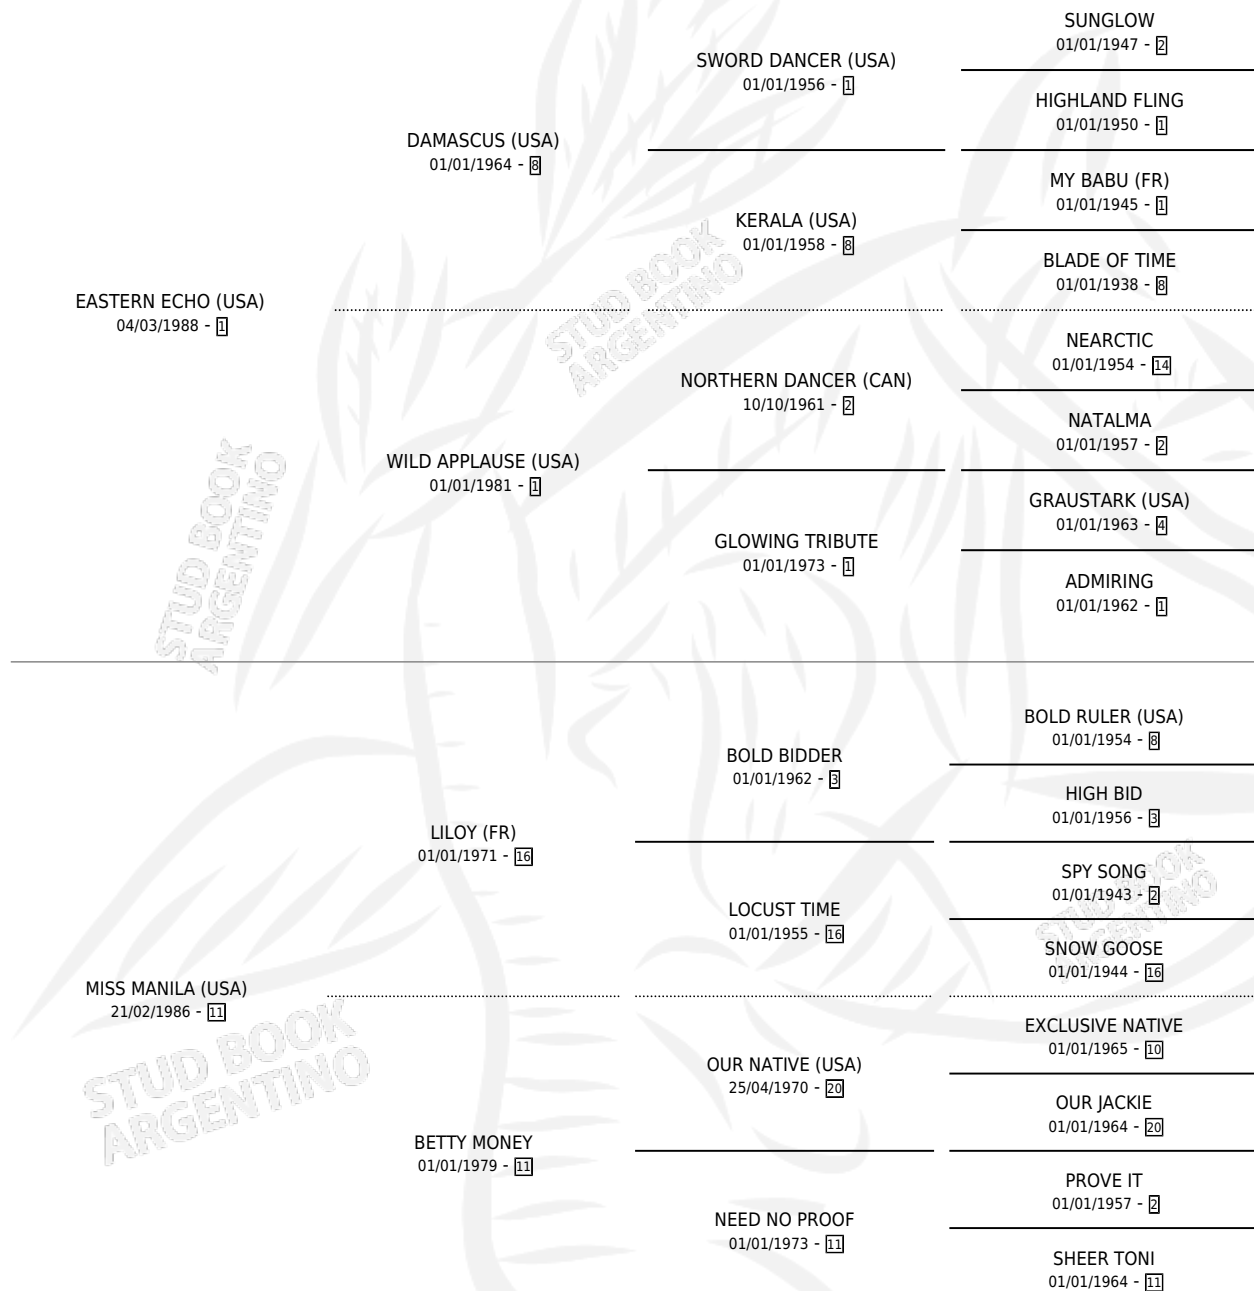 SUNGLOW
01/01/1947 - 2
SWORD DANCER (USA)
01/01/1956 - 1
HIGHLAND FLING
01/01/1950 - 1
DAMASCUS (USA)
01/01/1964 - 8
MY BABU (FR)
01/01/1945 - 1
KERALA (USA)
01/01/1958 - 8
BLADE OF TIME
01/01/1938 - 8
EASTERN ECHO (USA)
04/03/1988 - 1
NEARCTIC
01/01/1954 - 14
NORTHERN DANCER (CAN)
10/10/1961 - 2
NATALMA
01/01/1957 - 2
WILD APPLAUSE (USA)
01/01/1981 - 1
GRAUSTARK (USA)
01/01/1963 - 4
GLOWING TRIBUTE
01/01/1973 - 1
ADMIRING
01/01/1962 - 1
BOLD RULER (USA)
01/01/1954 - 8
BOLD BIDDER
01/01/1962 - 3
HIGH BID
01/01/1956 - 3
LILOY (FR)
01/01/1971 - 16
SPY SONG
01/01/1943 - 2
LOCUST TIME
01/01/1955 - 16
SNOW GOOSE
01/01/1944 - 16
MISS MANILA (USA)
21/02/1986 - 11
EXCLUSIVE NATIVE
01/01/1965 - 10
OUR NATIVE (USA)
25/04/1970 - 20
OUR JACKIE
01/01/1964 - 20
BETTY MONEY
01/01/1979 - 11
PROVE IT
01/01/1957 - 2
NEED NO PROOF
01/01/1973 - 11
SHEER TONI
01/01/1964 - 11
STUD BOOK
ARGENTINO
STUD BOOK
ARGENTINO
STUD BOOK
ARGENTINO
STUD BOOK
ARGENTINO